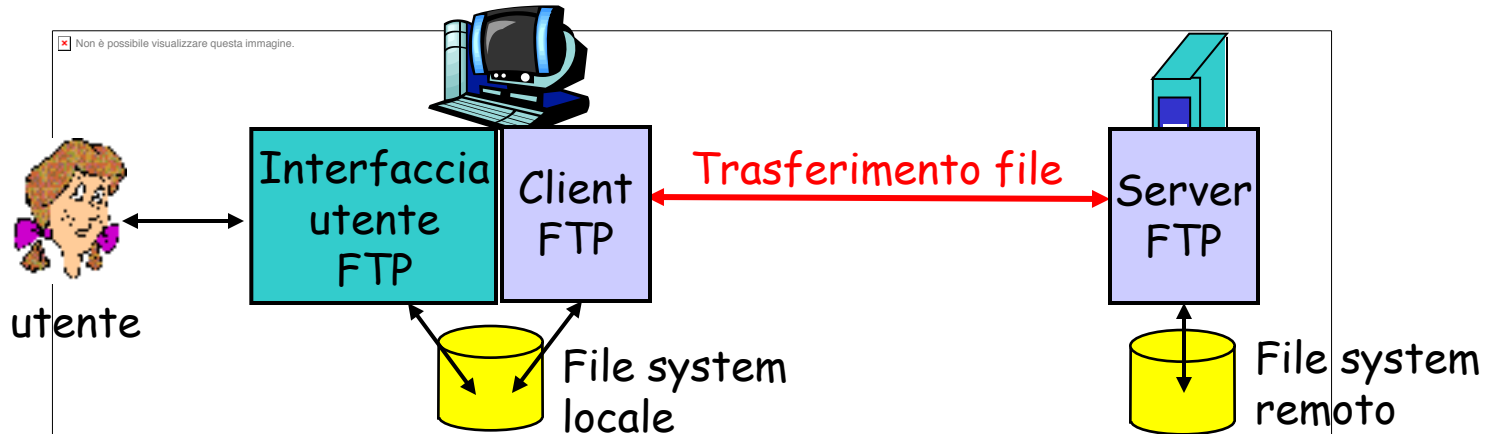 Non è possibile visualizzare questa immagine.
Interfaccia
utente
FTP
Client
FTP
Trasferimento file
Server
FTP
utente
File system
locale
File system
remoto